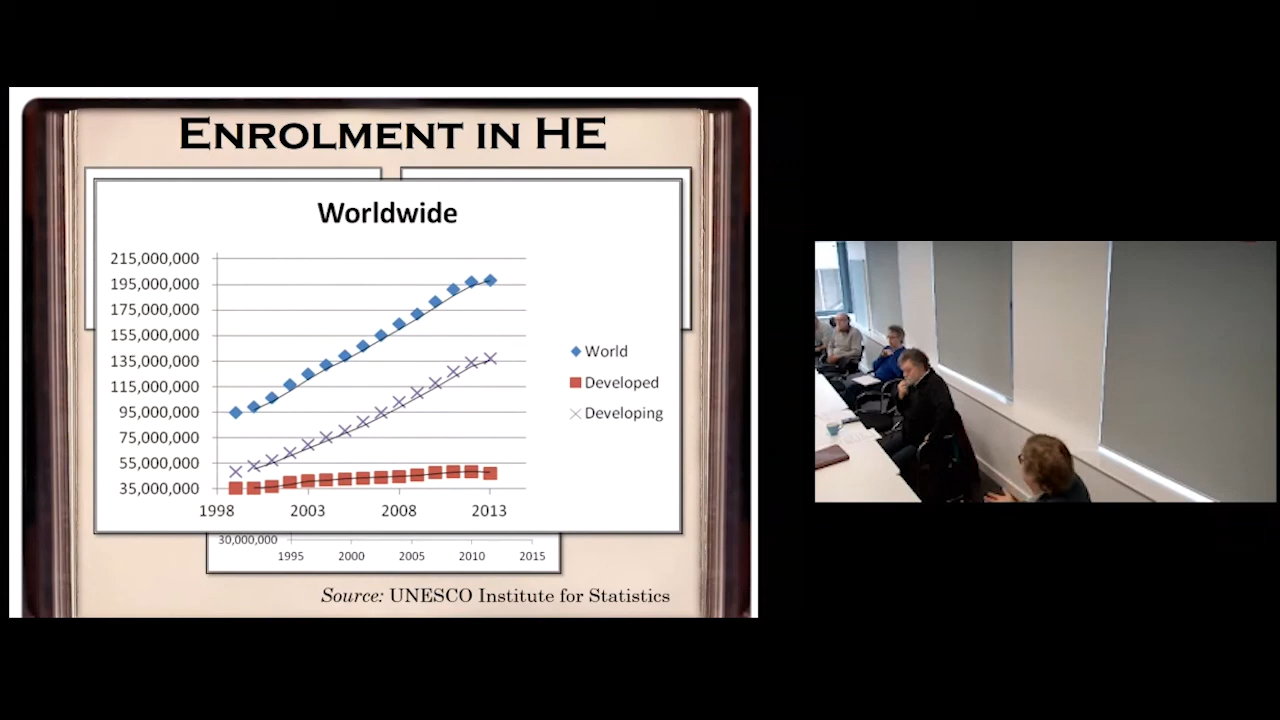 ENROLMENT IN HE
Worldwide
215,000,000
195,000,000
175,000,000
155,000,000
135,000,000
115,000,000
95,000,000
75,000,000
55,000,000
35,000,000
1998 2003 2008 2013
World
Developed
Developing
30,000,000
1995 2000 2005 2010 2015
Source: UNESCO Institute for Statistics